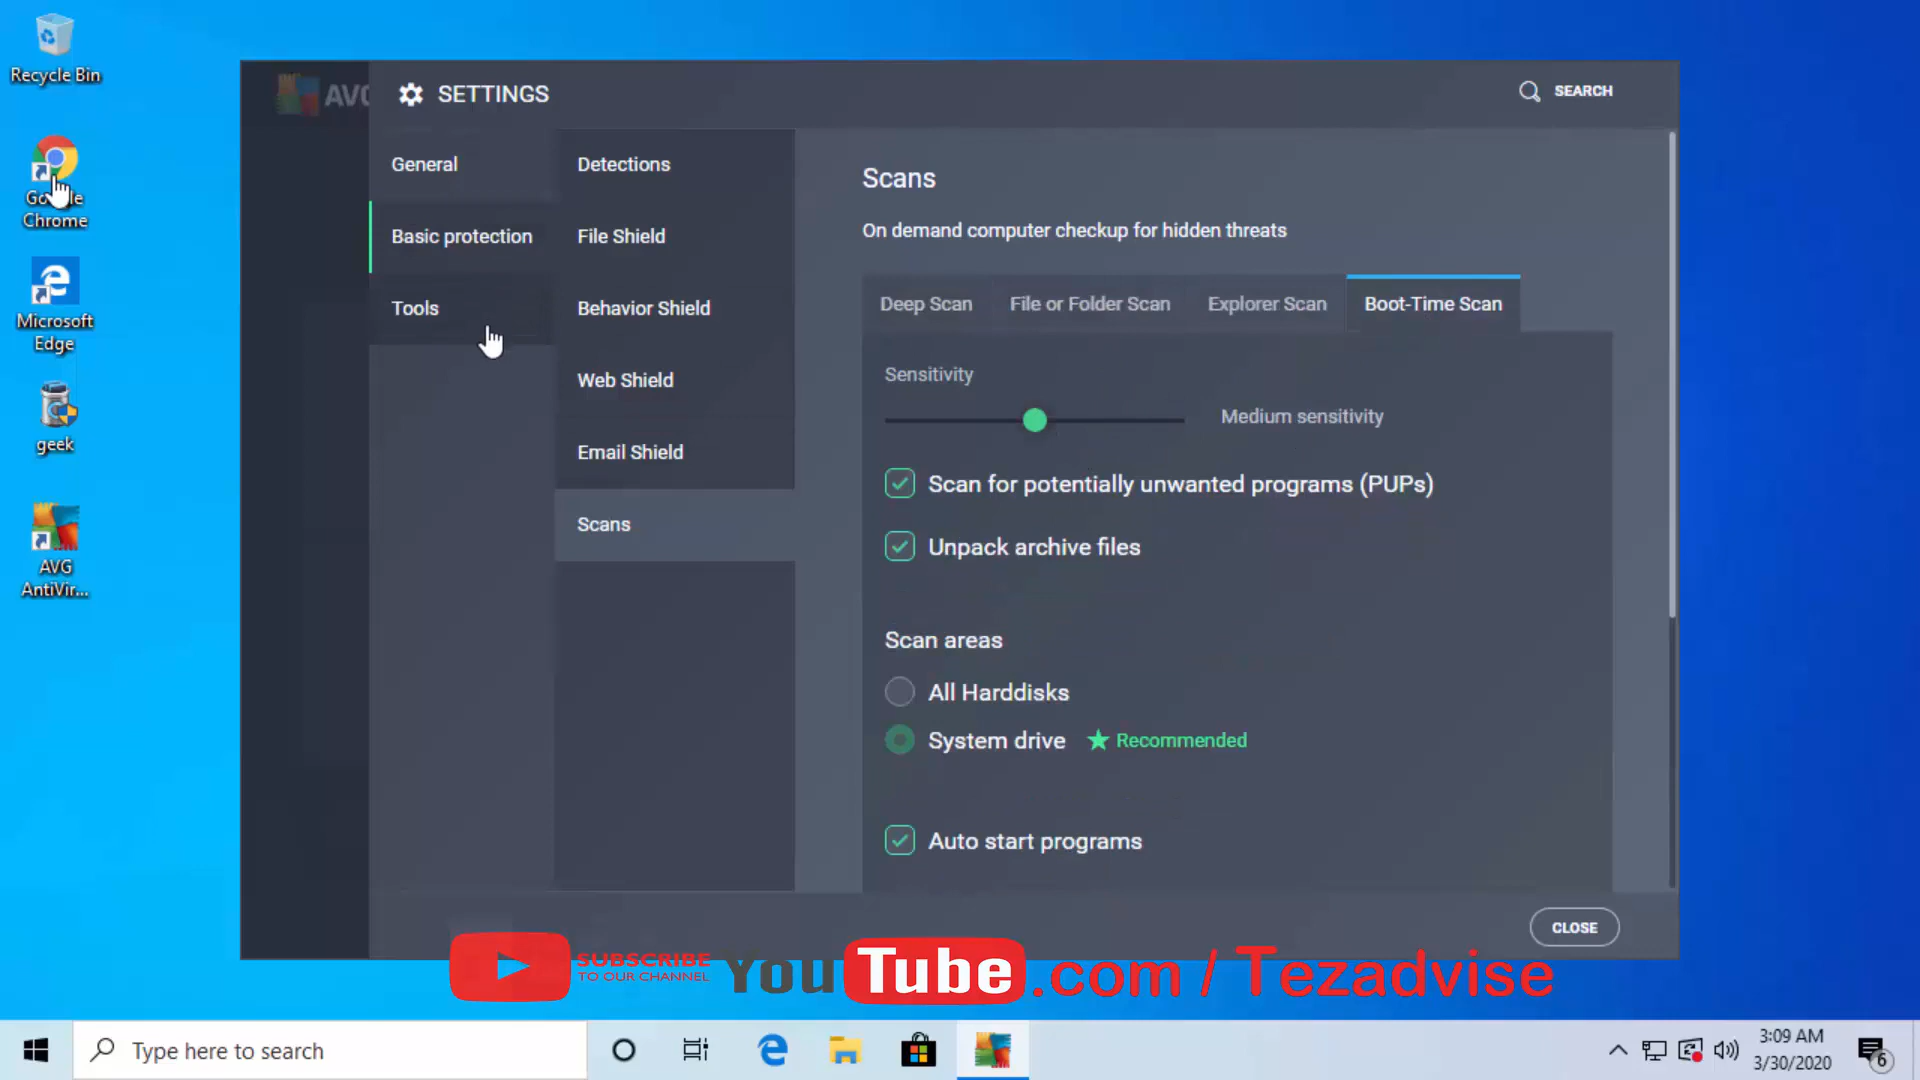 Recycle Bin
Google
Chrome
Microsoft
Edge
geek
AVG
AntiVir...
AVG
SETTINGS
SEARCH
General
Basic protection
Tools
Detections
File Shield
Behavior Shield
Web Shield
Email Shield
Scans
Scans
On demand computer checkup for hidden threats
Deep Scan
File or Folder Scan
Explorer Scan
Boot-Time Scan
Sensitivity
Medium sensitivity
Scan for potentially unwanted programs (PUPs)
Unpack archive files
Scan areas
All Harddisks
System drive
Recommended
Auto start programs
CLOSE
SUBSCRIBE
TO OUR CHANNEL
YouTube.com / Tezadvise
Type here to search
3:09 AM
3/30/2020
6